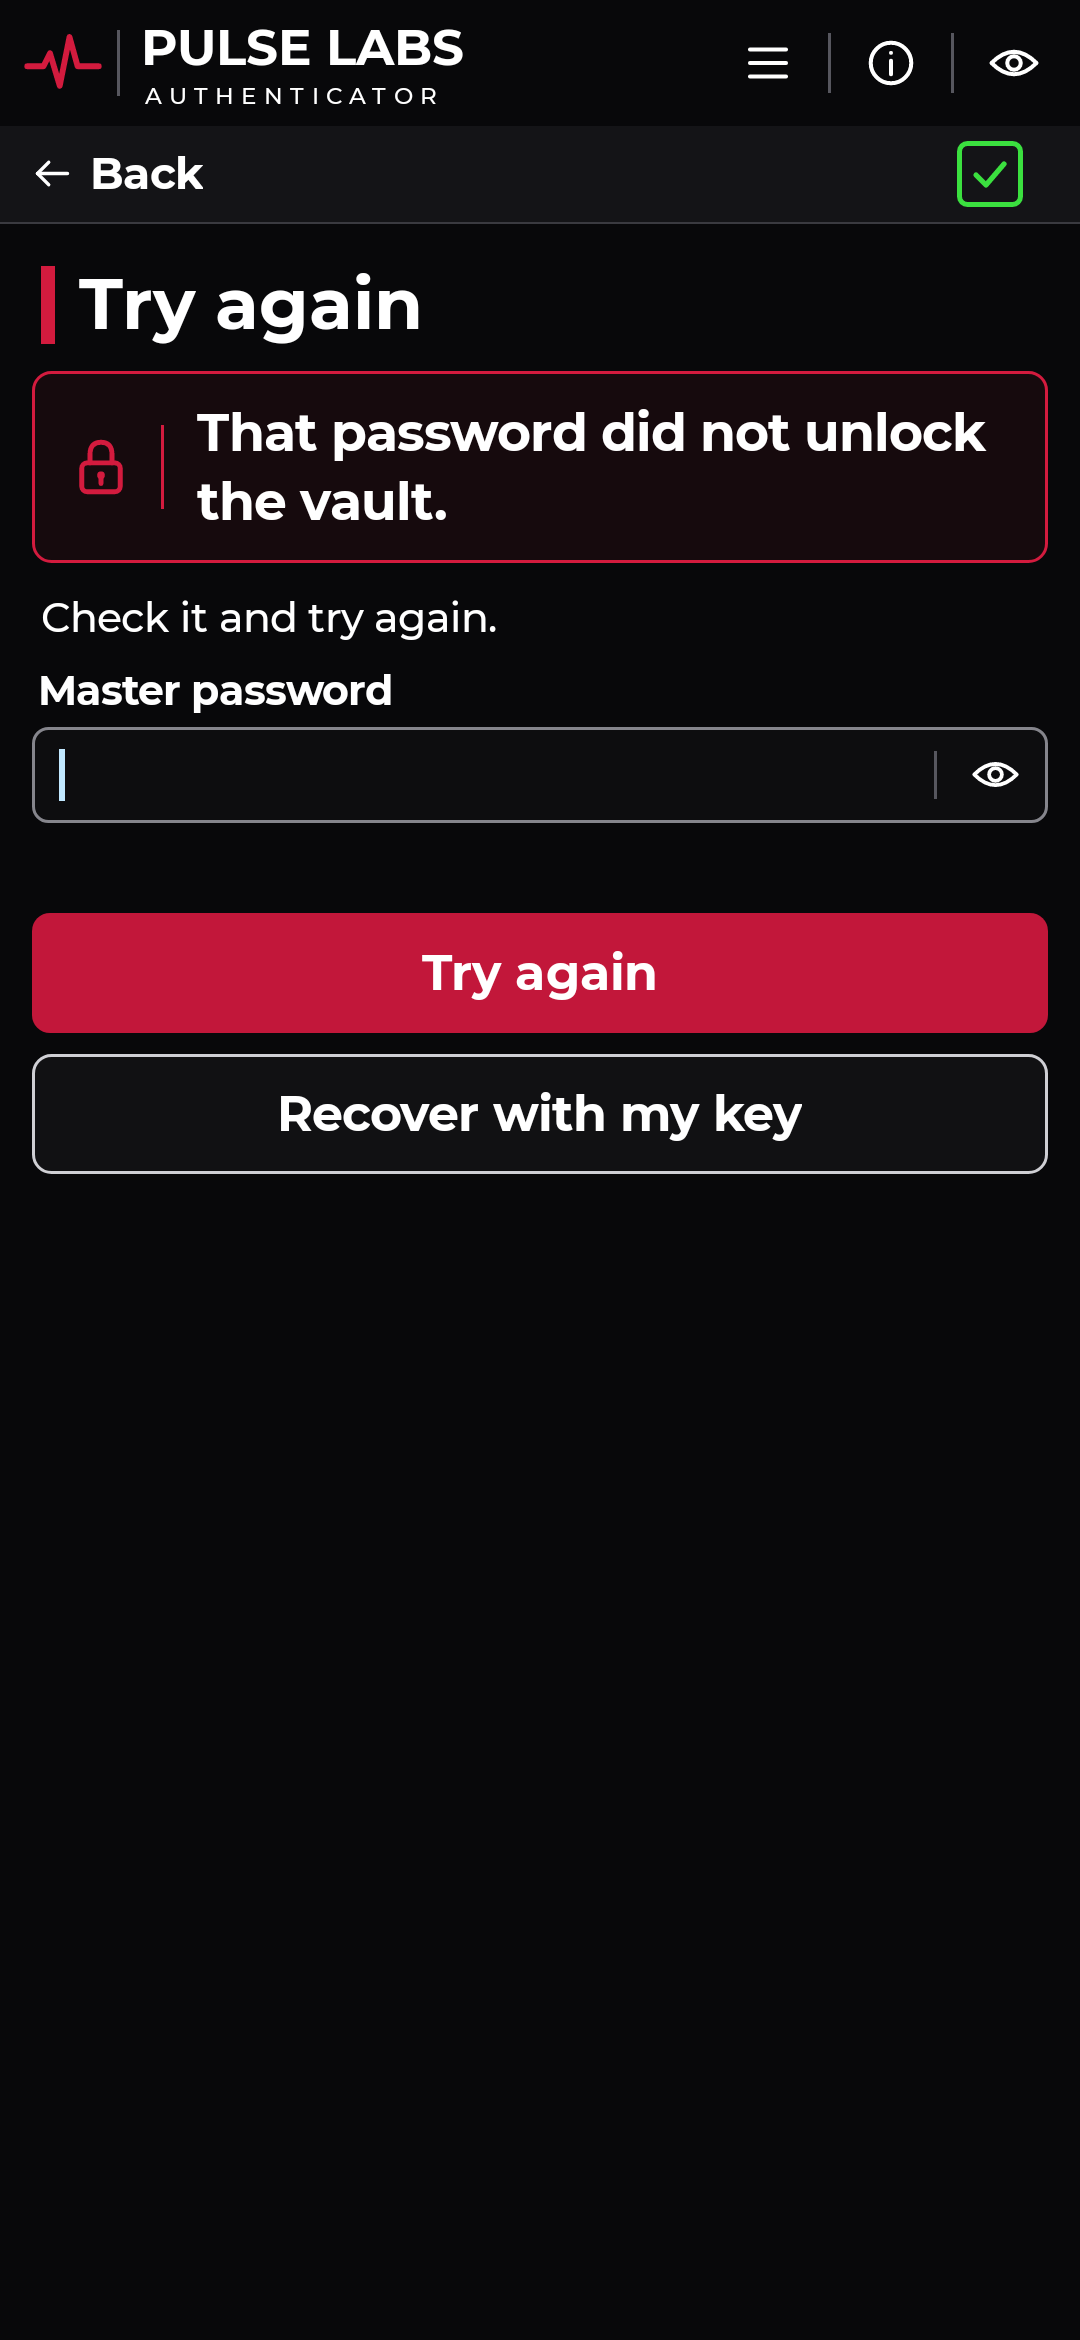 PULSE LABS
AUTHENTICATOR
Back
Try again
That password did not unlock
the vault.
Check it and try again.
Master password
Try again
Recover with my key